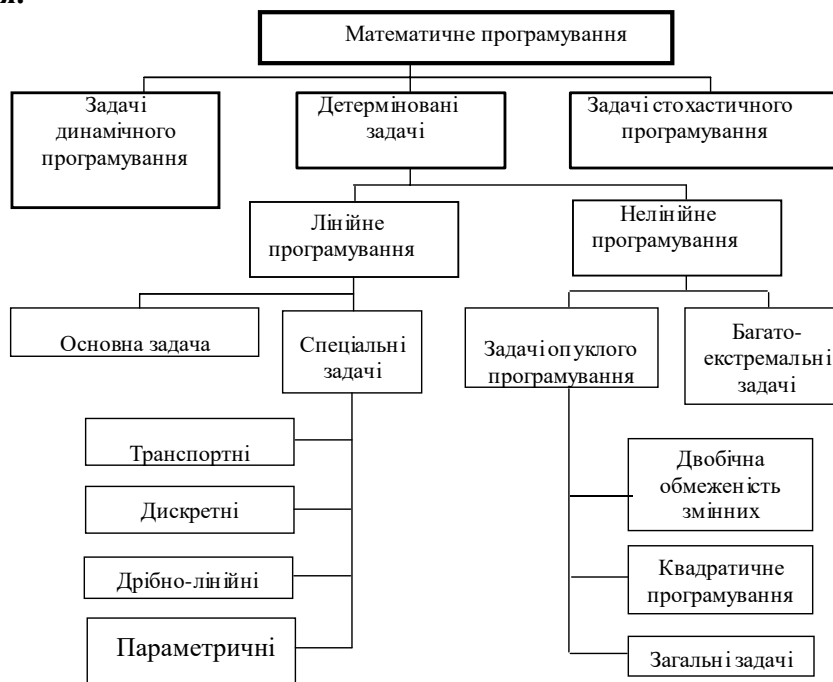 я.
Математичне програмування
Задачі
динамічного
програмування
Детерміновані
задачі
Задачі стохастичного
програмування
Лінійне
програмування
Нелінійне
програмування
Основна задача
Спеціальні
задачі
Задачі опуклого
програмування
Багато-
екстремальні
задачі
Транспортні
Дискретні
Дрібно-лінійні
Параметричні
Двобічна
обмеженість
змінних
Квадратичне
програмування
Загальні задачі